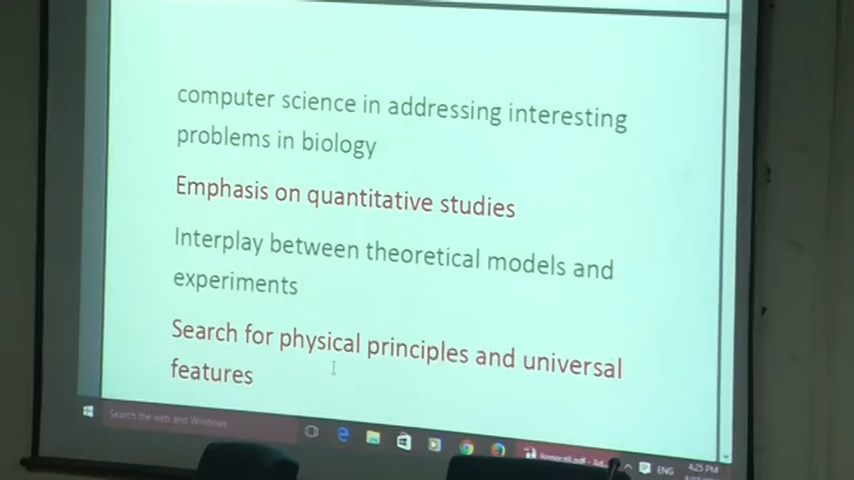 computer science in addressing interesting
problems in biology
Emphasis on quantitative studies
Interplay between theoretical models and
experiments
Search for physical principles and universal
features
Search the web and Windows
ENG
4:25 PM